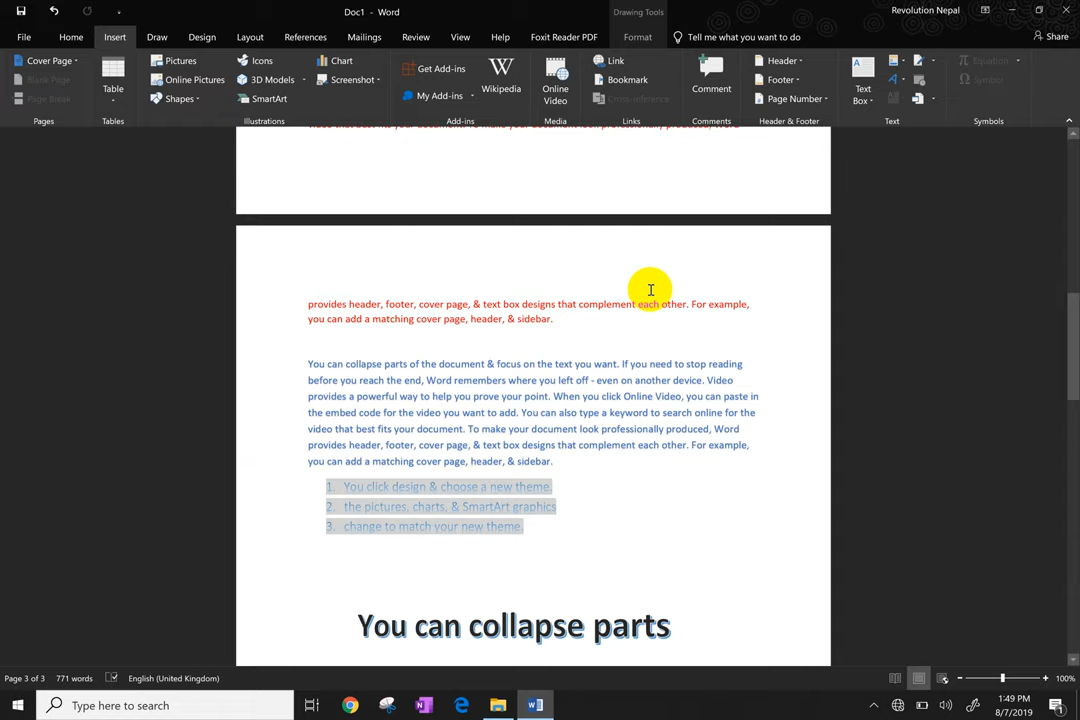 Doc1 - Word
Drawing Tools
Revolution Nepal
File Home Insert Draw Design Layout References Mailings Review View Help Foxit Reader PDF Format Tell me what you want to do Share
Cover Page
Blank Page
Page Break
Pages
Table
Tables
Pictures
Online Pictures
Shapes
Icons
3D Models
SmartArt
Chart
Screenshot
Illustrations
Get Add-ins
My Add-ins
Wikipedia
Add-ins
Online
Video
Media
Link
Bookmark
Cross-reference
Links
Comment
Comments
Header
Footer
Page Number
Header & Footer
Text
Box
Text
Equation
Symbol
Symbols
provides header, footer, cover page, & text box designs that complement each other. For example,
you can add a matching cover page, header, & sidebar.
You can collapse parts of the document & focus on the text you want. If you need to stop reading
before you reach the end, Word remembers where you left off - even on another device. Video
provides a powerful way to help you prove your point. When you click Online Video, you can paste in
the embed code for the video you want to add. You can also type a keyword to search online for the
video that best fits your document. To make your document look professionally produced, Word
provides header, footer, cover page, & text box designs that complement each other. For example,
you can add a matching cover page, header, & sidebar.
1. You click design & choose a new theme.
2. the pictures, charts, & SmartArt graphics
3. change to match your new theme.
You can collapse parts
Page 3 of 3 771 words English (United Kingdom) 100%
Type here to search
1:49 PM
8/7/2019